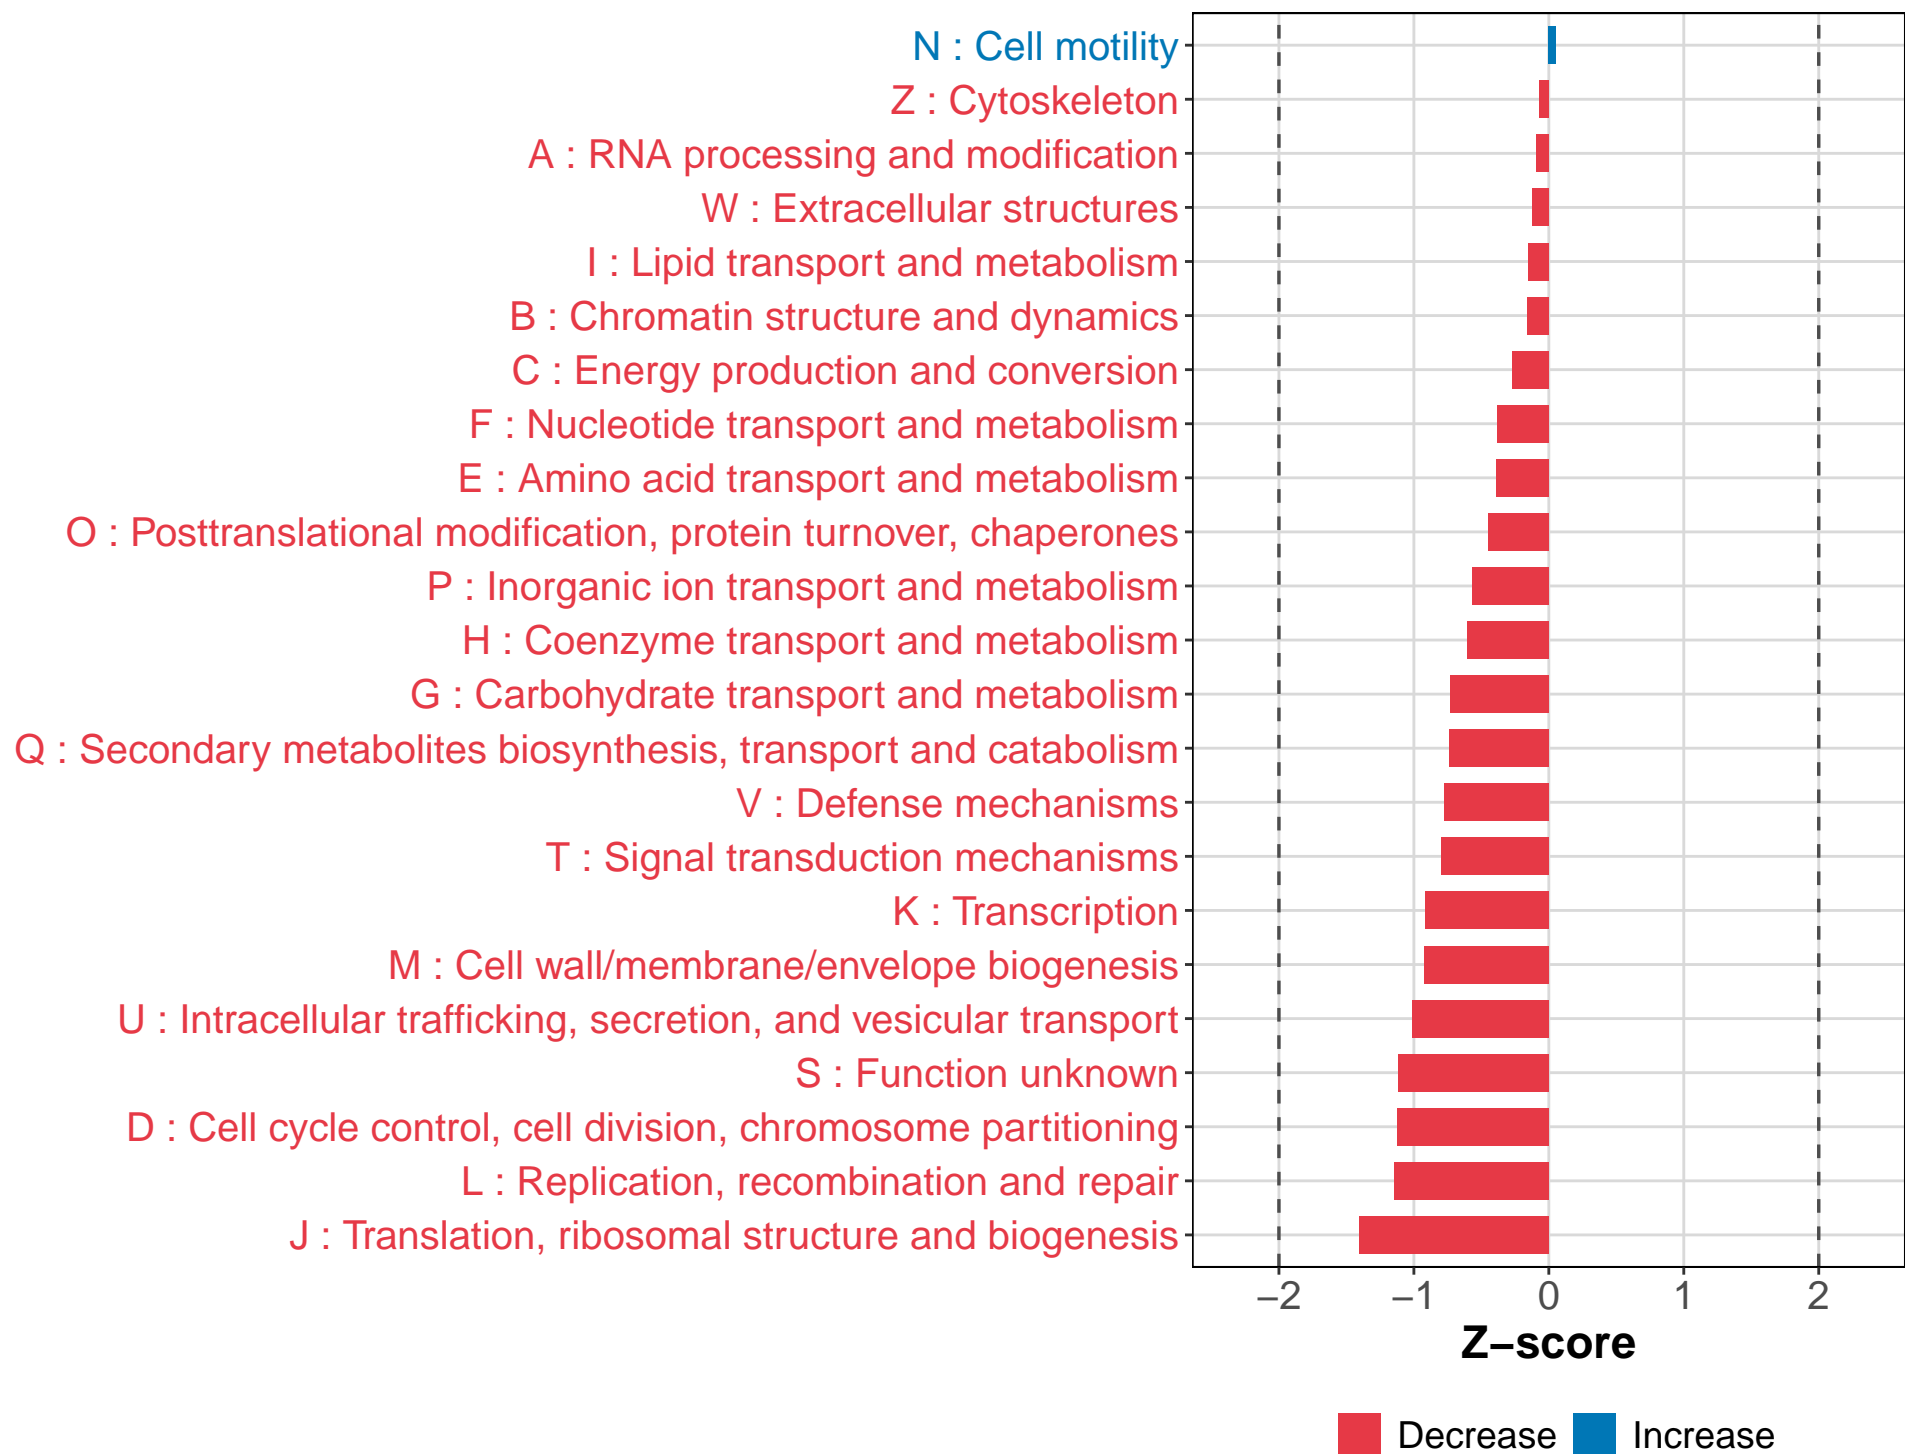 N : Cell motility
Z : Cytoskeleton
A : RNA processing and modification
W : Extracellular structures
I : Lipid transport and metabolism
B : Chromatin structure and dynamics
C : Energy production and conversion
F : Nucleotide transport and metabolism
E : Amino acid transport and metabolism
O : Posttranslational modification, protein turnover, chaperones
P : Inorganic ion transport and metabolism
H : Coenzyme transport and metabolism
G : Carbohydrate transport and metabolism
Q : Secondary metabolites biosynthesis, transport and catabolism
V : Defense mechanisms
T : Signal transduction mechanisms
K : Transcription
M : Cell wall/membrane/envelope biogenesis
U : Intracellular trafficking, secretion, and vesicular transport
S : Function unknown
D : Cell cycle control, cell division, chromosome partitioning
L : Replication, recombination and repair
J : Translation, ribosomal structure and biogenesis
−2 −1 0 1 2
Z−score
Decrease Increase